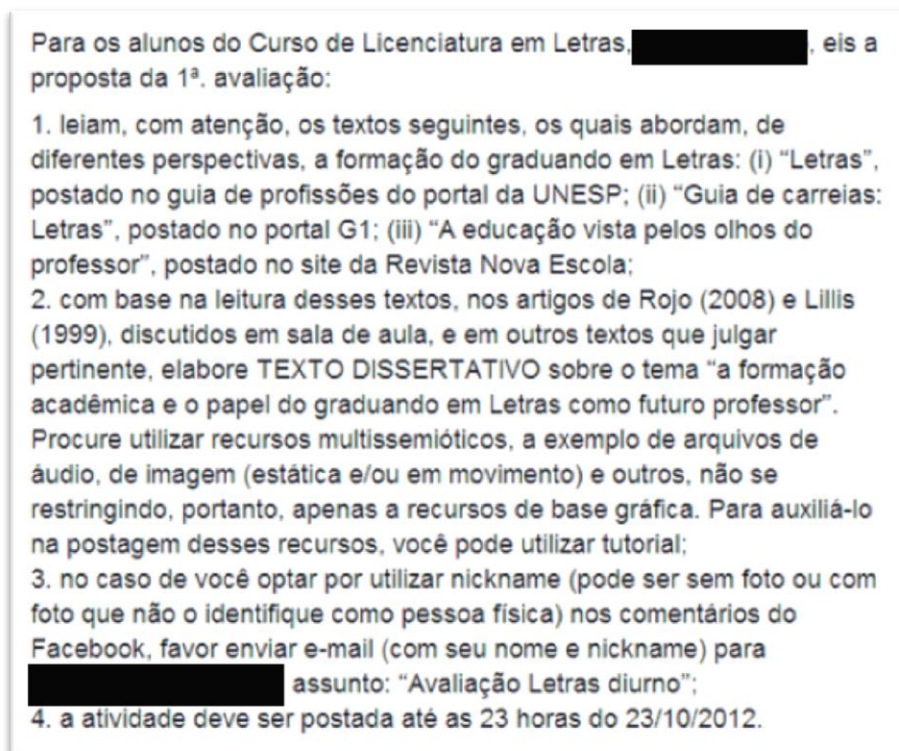 Para os alunos do Curso de Licenciatura em Letras, , eis a
proposta da 1ª. avaliação:
1. leiam, com atenção, os textos seguintes, os quais abordam, de
diferentes perspectivas, a formação do graduando em Letras: (i) “Letras”,
postado no guia de profissões do portal da UNESP; (ii) “Guia de carreias:
Letras”, postado no portal G1; (iii) “A educação vista pelos olhos do
professor”, postado no site da Revista Nova Escola;
2. com base na leitura desses textos, nos artigos de Rojo (2008) e Lillis
(1999), discutidos em sala de aula, e em outros textos que julgar
pertinente, elabore TEXTO DISSERTATIVO sobre o tema “a formação
acadêmica e o papel do graduando em Letras como futuro professor”.
Procure utilizar recursos multissemióticos, a exemplo de arquivos de
áudio, de imagem (estática e/ou em movimento) e outros, não se
restringindo, portanto, apenas a recursos de base gráfica. Para auxiliá-lo
na postagem desses recursos, você pode utilizar tutorial;
3. no caso de você optar por utilizar nickname (pode ser sem foto ou com
foto que não o identifique como pessoa física) nos comentários do
Facebook, favor enviar e-mail (com seu nome e nickname) para
assunto: “Avaliação Letras diurno”;
4. a atividade deve ser postada até as 23 horas do 23/10/2012.